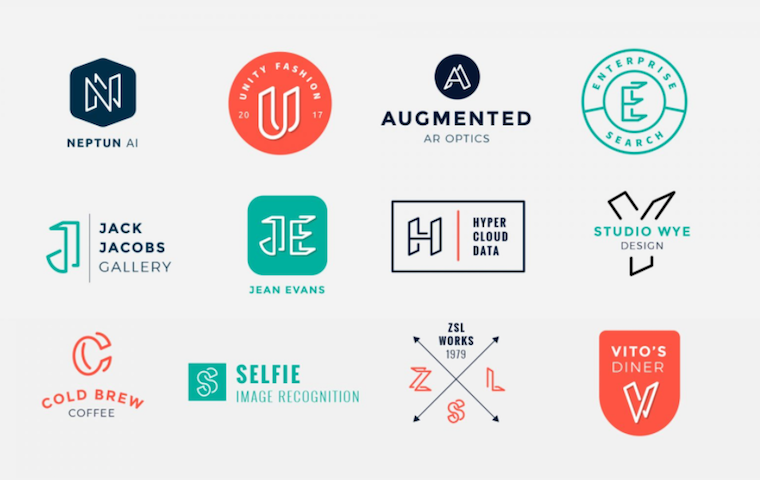 N
NEPTUN AI
UNITY FASHION
20 17
U
A
AUGMENTED
AR OPTICS
ENTERPRISE
E
SEARCH
J
JACK
JACOBS
GALLERY
JE
JEAN EVANS
H
HYPER
CLOUD
DATA
Y
STUDIO WYE
DESIGN
C
COLD BREW
COFFEE
S
SELFIE
IMAGE RECOGNITION
ZSL
WORKS
1979
Z L
S
VITO'S
DINER
V